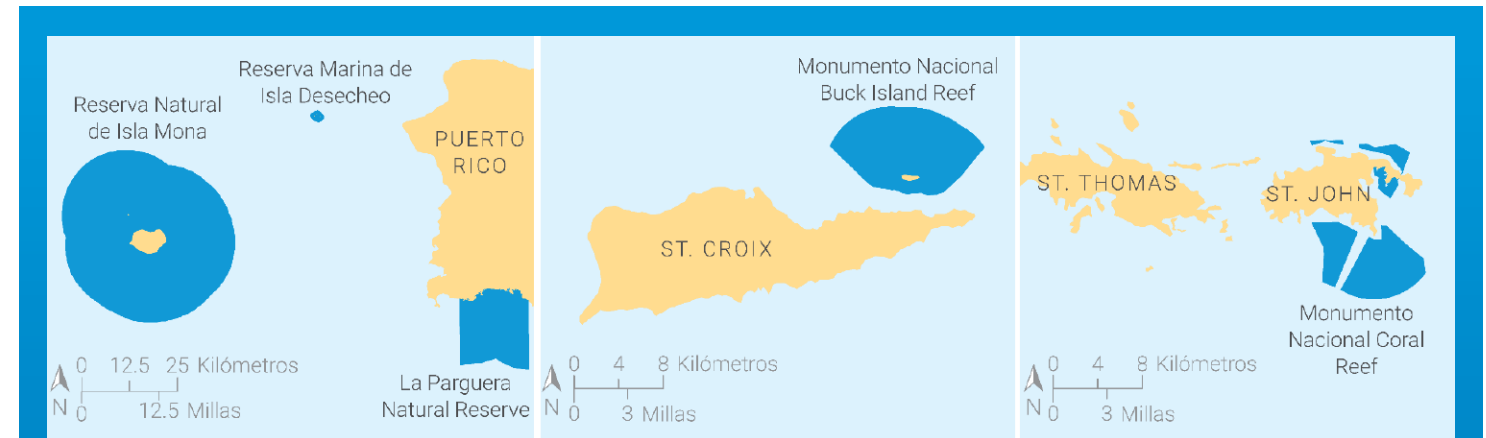 Reserva Natural
de Isla Mona
Reserva Marina de
Isla Desecheo
PUERTO
RICO
La Parguera
Natural Reserve
0 12.5 25 Kilómetros
N 0 12.5 Millas
Monumento Nacional
Buck Island Reef
ST. CROIX
0 4 8 Kilómetros
N 0 3 Millas
ST. THOMAS
ST. JOHN
Monumento
Nacional Coral
Reef
0 4 8 Kilómetros
N 0 3 Millas